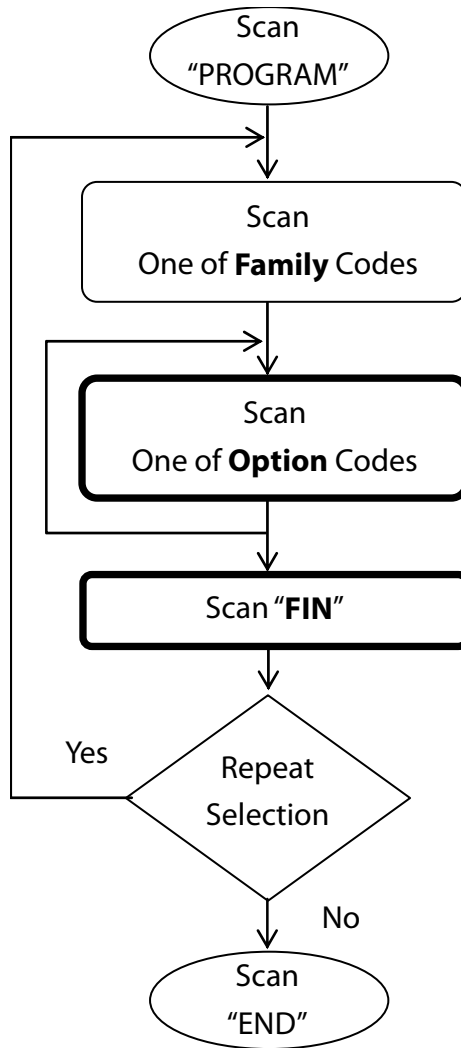 Scan
“PROGRAM”
Scan
One of Family Codes
Scan
One of Option Codes
Scan “FIN”
Yes
Repeat
Selection
No
Scan
“END”